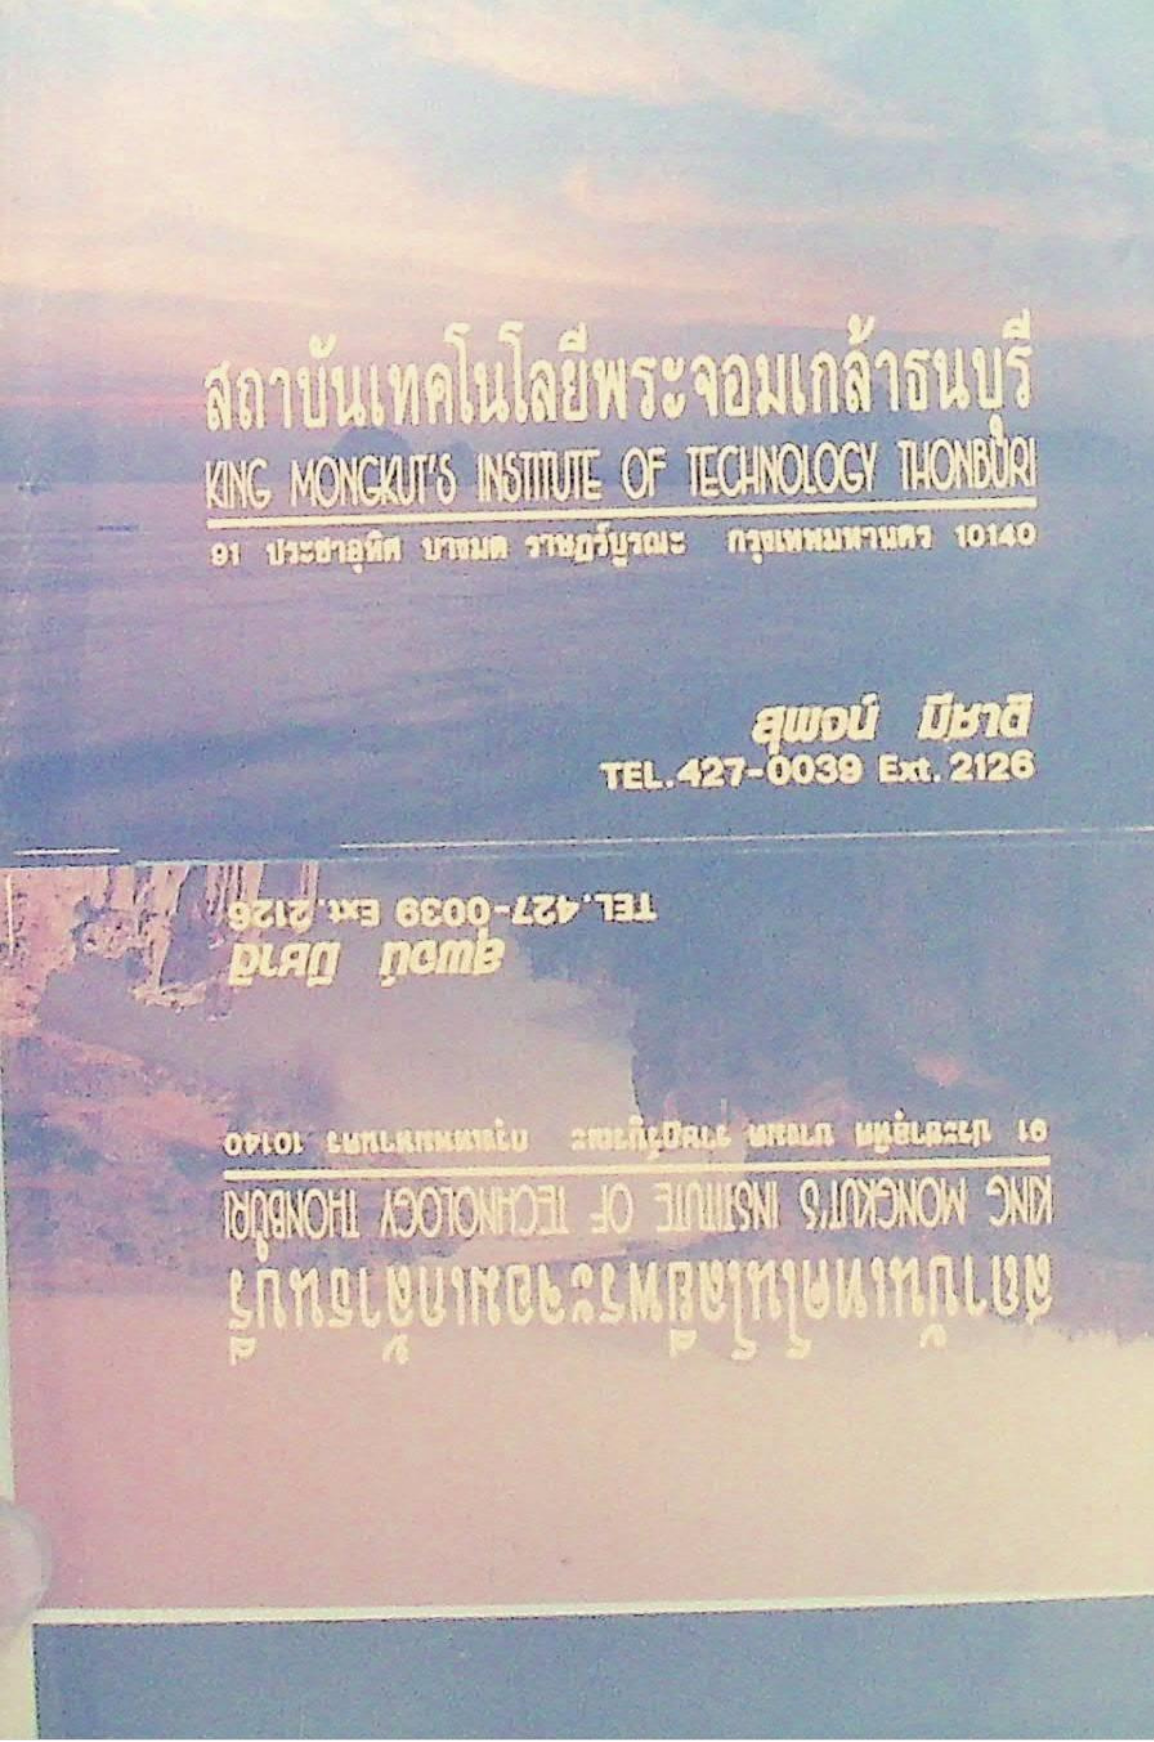 สถาบันเทคโนโลยีพระจอมเกล้าธนบุรี
KING MONGKUT'S INSTITUTE OF TECHNOLOGY THONBURI
91 ประชาอุทิศ บางมด ราษฎร์บูรณะ กรุงเทพมหานคร 10140
สุพจน์ มีชาติ
TEL.427-0039 Ext. 2126
สถาบันเทคโนโลยีพระจอมเกล้าธนบุรี
KING MONGKUT'S INSTITUTE OF TECHNOLOGY THONBURI
91 ประชาอุทิศ บางมด ราษฎร์บูรณะ กรุงเทพมหานคร 10140
สุพจน์ มีชาติ
TEL.427-0039 Ext. 2126